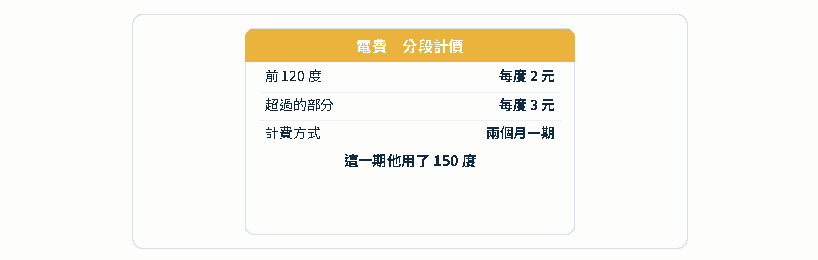 電費　分段計價
前 120 度　每度 2 元
超過的部分　每度 3 元
計費方式　兩個月一期
這一期他用了 150 度